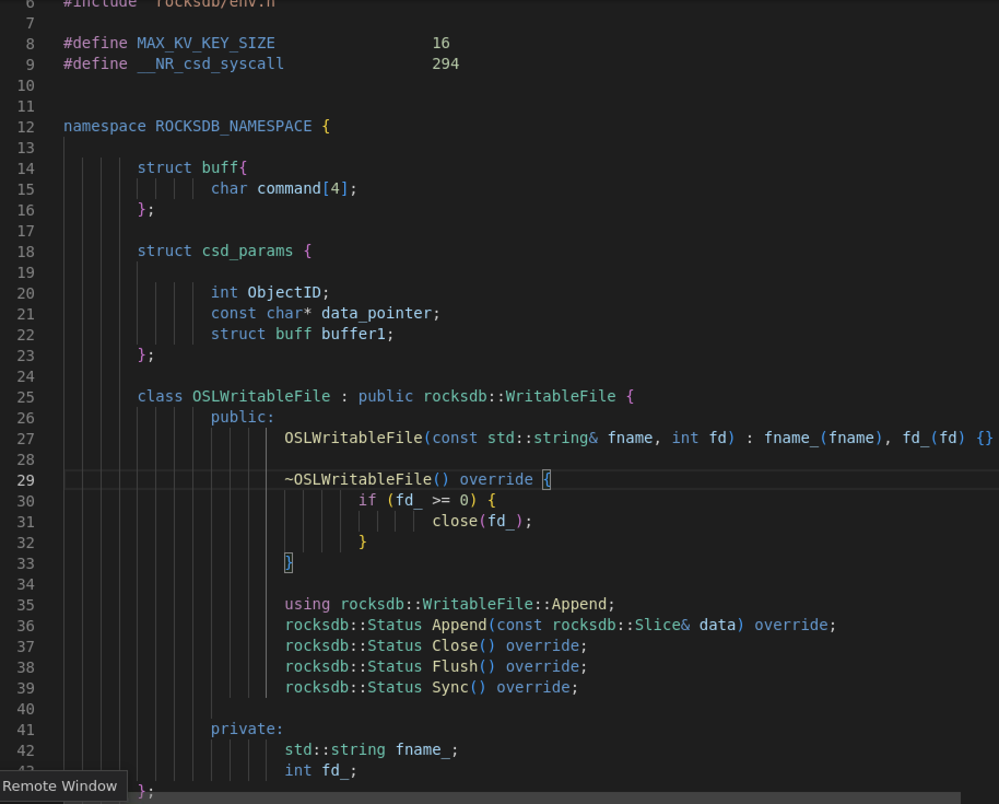 6 #include "rocksdb/env.h"
7
8 #define MAX_KV_KEY_SIZE 16
9 #define __NR_csd_syscall 294
10
11
12 namespace ROCKSDB_NAMESPACE {
13
14 struct buff{
15 char command[4];
16 };
17
18 struct csd_params {
19
20 int ObjectID;
21 const char* data_pointer;
22 struct buff buffer1;
23 };
24
25 class OSLWritableFile : public rocksdb::WritableFile {
26 public:
27 OSLWritableFile(const std::string& fname, int fd) : fname_(fname), fd_(fd) {}
28
29 ~OSLWritableFile() override {
30 if (fd_ >= 0) {
31 close(fd_);
32 }
33 }
34
35 using rocksdb::WritableFile::Append;
36 rocksdb::Status Append(const rocksdb::Slice& data) override;
37 rocksdb::Status Close() override;
38 rocksdb::Status Flush() override;
39 rocksdb::Status Sync() override;
40
41 private:
42 std::string fname_;
43 int fd_;
};
Remote Window